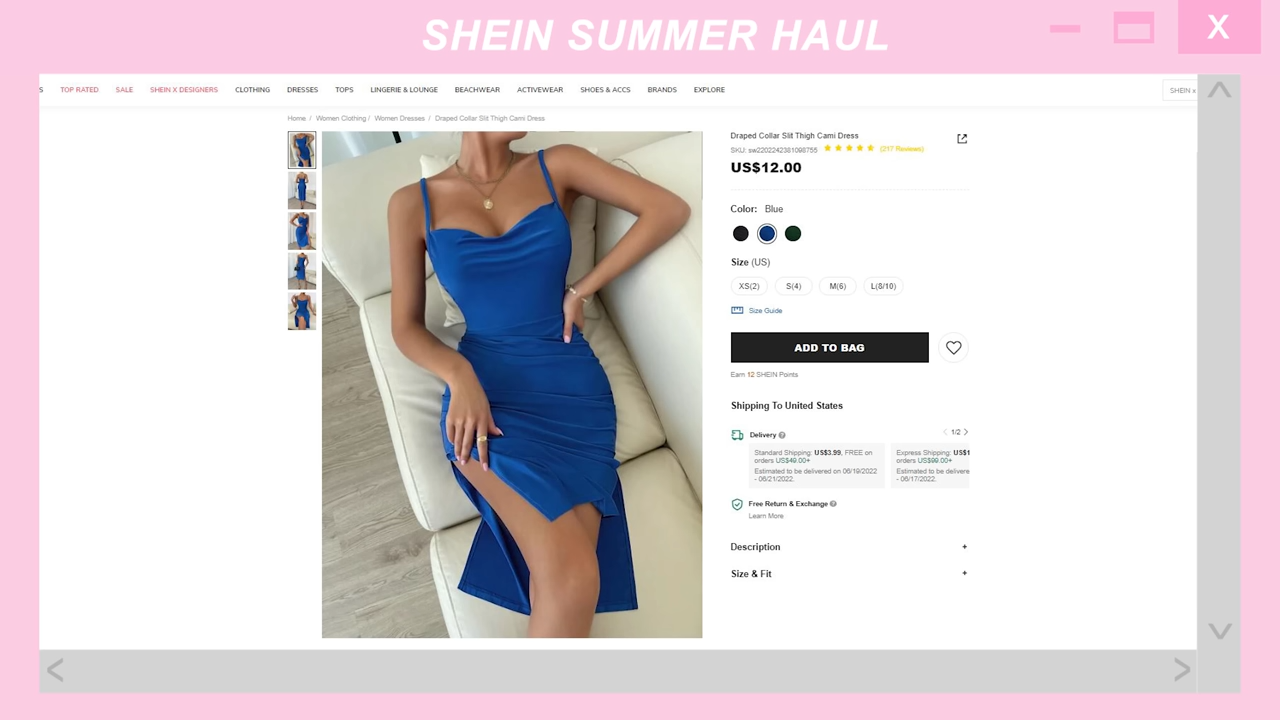 SHEIN SUMMER HAUL
X
S TOP RATED SALE SHEIN X DESIGNERS CLOTHING DRESSES TOPS LINGERIE & LOUNGE BEACHWEAR ACTIVEWEAR SHOES & ACCS BRANDS EXPLORE
SHEIN x
Home / Women Clothing / Women Dresses / Draped Collar Slit Thigh Cami Dress
Draped Collar Slit Thigh Cami Dress
SKU: sw2202242381098755 (217 Reviews)
US$12.00
Color: Blue
Size (US)
XS(2) S(4) M(6) L(8/10)
Size Guide
ADD TO BAG
Earn 12 SHEIN Points
Shipping To United States
Delivery ? 1/2
Standard Shipping: US$3.99, FREE on
orders US$49.00+
Estimated to be delivered on 06/19/2022
- 06/21/2022.
Express Shipping: US$1
orders US$99.00+
Estimated to be delivere
- 06/17/2022.
Free Return & Exchange ?
Learn More
Description +
Size & Fit +